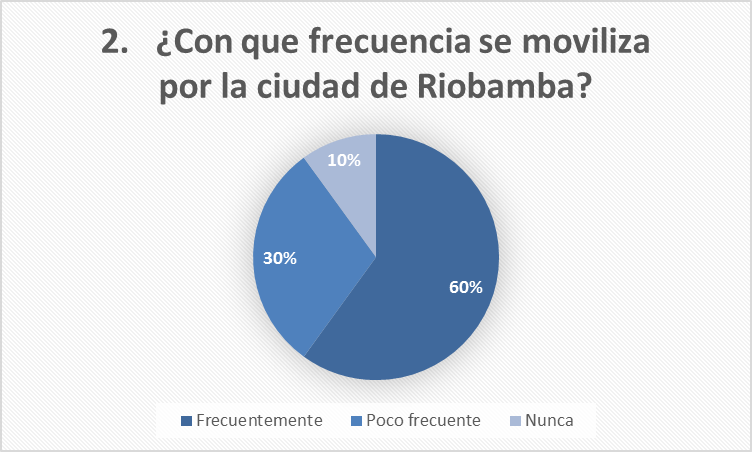 2. ¿Con que frecuencia se moviliza
por la ciudad de Riobamba?
10%
30%
60%
Frecuentemente Poco frecuente Nunca